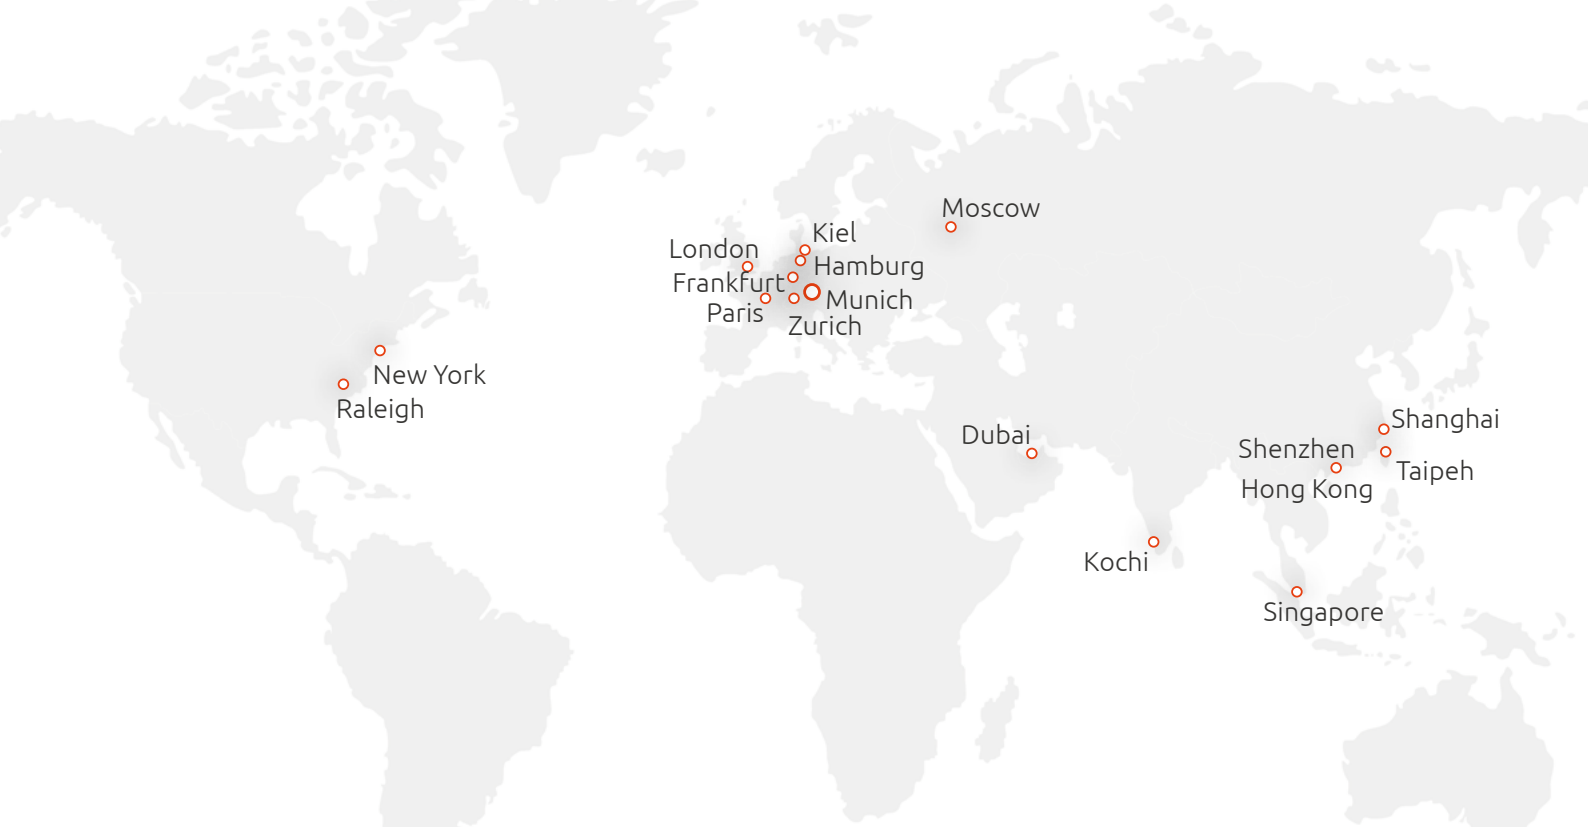 Moscow
Kiel
London
Hamburg
Frankfurt
Munich
Paris
Zurich
New York
Raleigh
Shanghai
Dubai
Shenzhen
Taipeh
Hong Kong
Kochi
Singapore